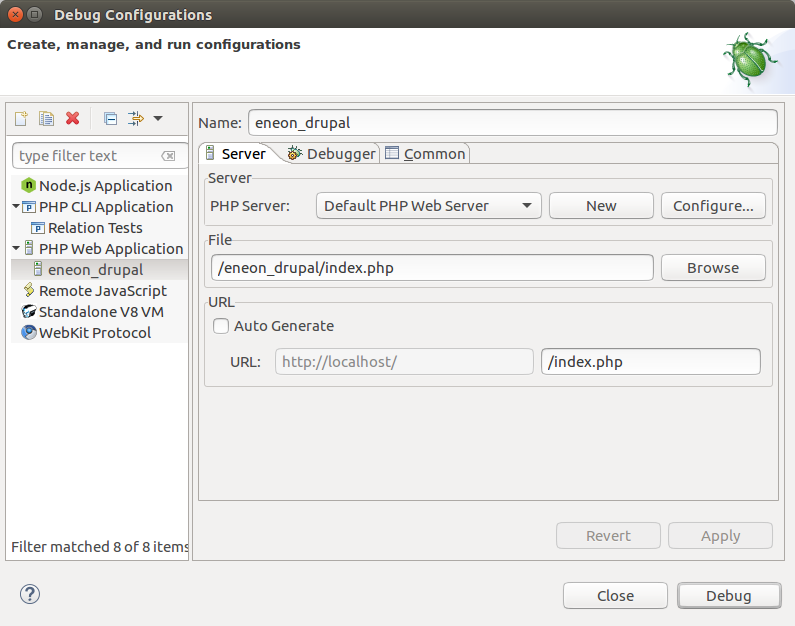 Debug Configurations
Create, manage, and run configurations
type filter text
Node.js Application
PHP CLI Application
Relation Tests
PHP Web Application
eneon_drupal
Remote JavaScript
Standalone V8 VM
WebKit Protocol
Filter matched 8 of 8 items
Name: eneon_drupal
Server Debugger Common
Server
PHP Server: Default PHP Web Server New Configure...
File
/eneon_drupal/index.php Browse
URL
Auto Generate
URL: http://localhost/ /index.php
Revert Apply
? Close Debug